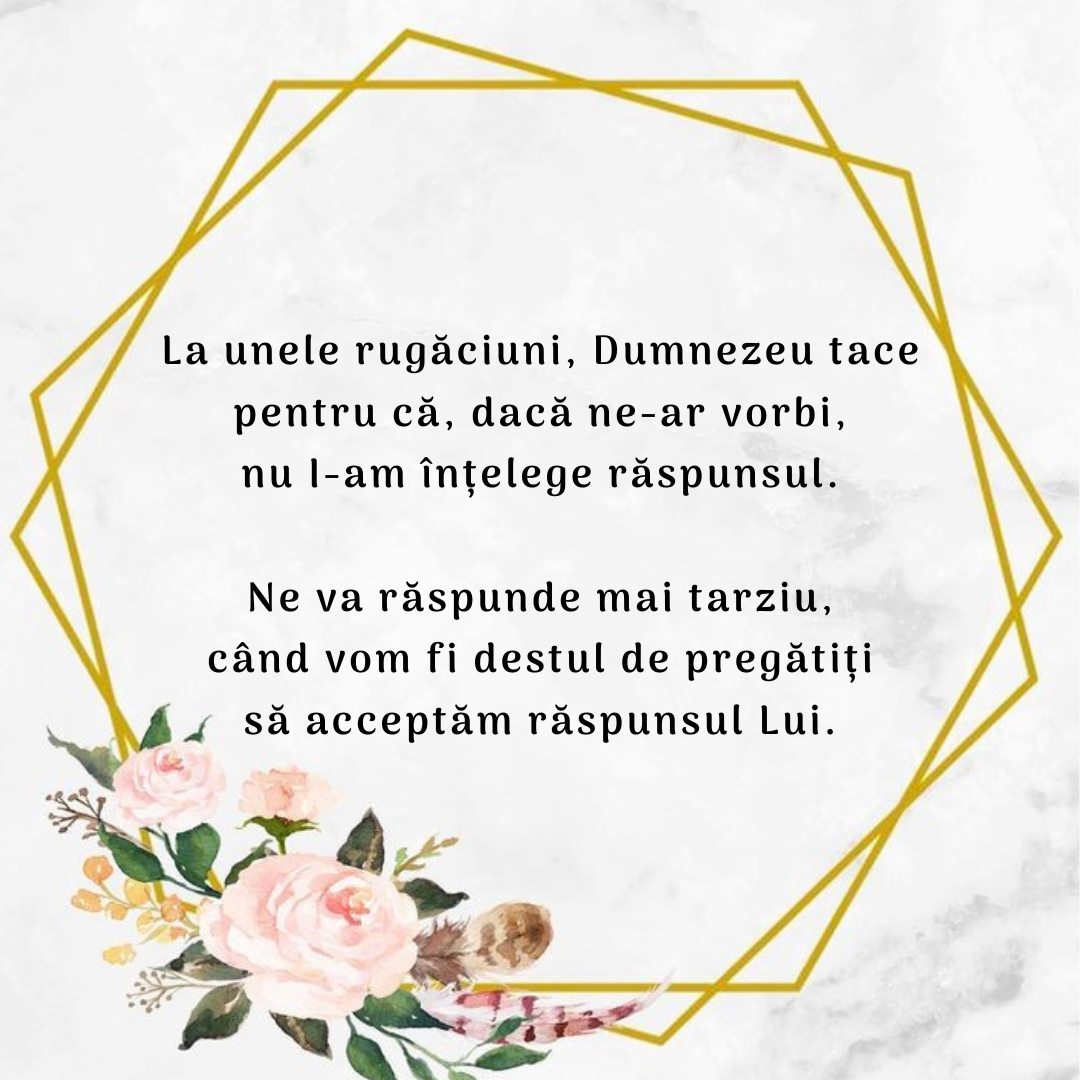 La unele rugăciuni, Dumnezeu tace
pentru că, dacă ne-ar vorbi,
nu I-am înțelege răspunsul.
Ne va răspunde mai tarziu,
când vom fi destul de pregătiți
să acceptăm răspunsul Lui.